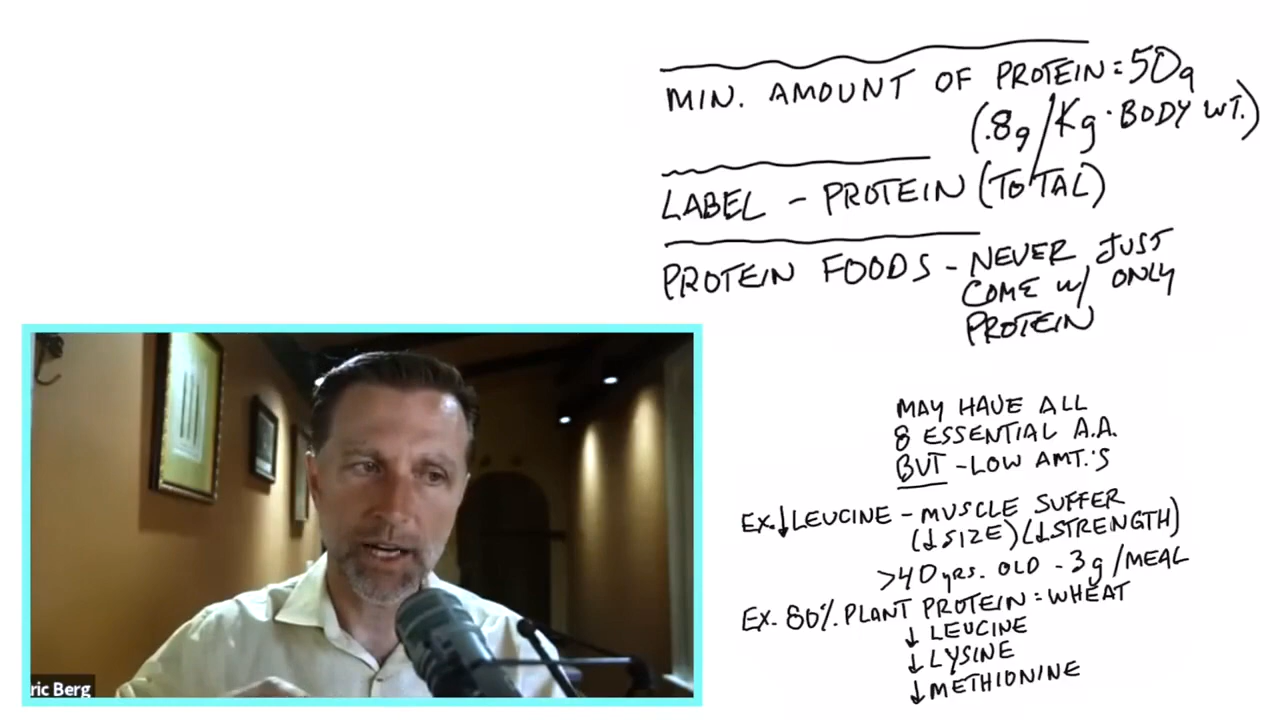 MIN. AMOUNT OF PROTEIN = 50g
(.8g/Kg·BODY WT.)
LABEL - PROTEIN (TOTAL)
PROTEIN FOODS - NEVER JUST
COME W/ ONLY
PROTEIN
MAY HAVE ALL
8 ESSENTIAL A.A.
BUT - LOW AMT.'S
EX. ↓ LEUCINE - MUSCLE SUFFER
(↓ SIZE) (↓ STRENGTH)
>40 yrs. OLD - 3g/MEAL
EX. 80% PLANT PROTEIN = WHEAT
↓ LEUCINE
↓ LYSINE
↓ METHIONINE
ric Berg